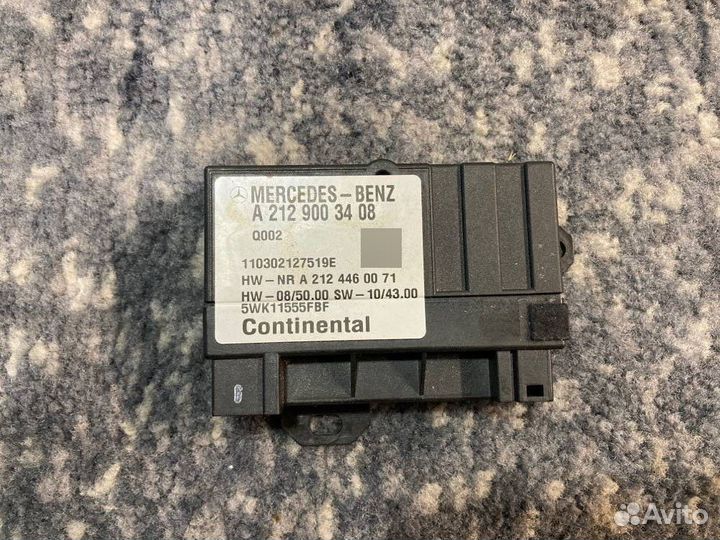 MERCEDES-BENZ
A 212 900 34 08
Q002
110302127519E
HW-NR A 212 446 00 71
HW-08/50.00 SW-10/43.00
5WK11555FBF
Continental
6
Avito